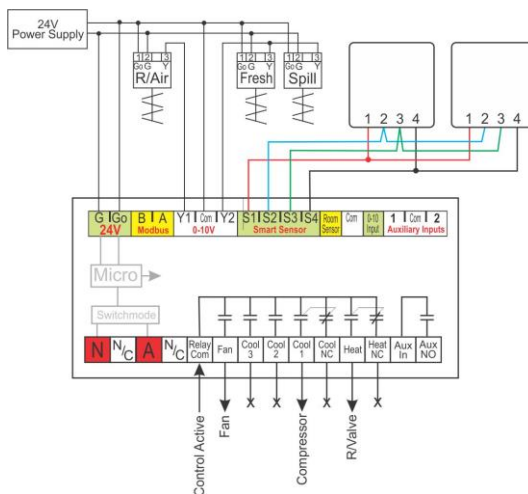 24V
Power Supply
1 2 3
Go G Y
R/Air
1 2 3
Go G Y
Fresh
1 2 3
Go G Y
Spill
1 2 3 4
1 2 3 4
G Go
24V
B A
Modbus
Y1 Com Y2
0-10V
S1 S2 S3 S4
Smart Sensor
Room
Sensor
Com
0-10
Input
1 Com 2
Auxiliary Inputs
Micro
Switchmode
N
N/C
A
N/C
Relay
Com
Fan
Cool
3
Cool
2
Cool
1
Cool
NC
Heat
Heat
NC
Aux
In
Aux
NO
X X X X
Control Active
Fan
Compressor
R/Valve